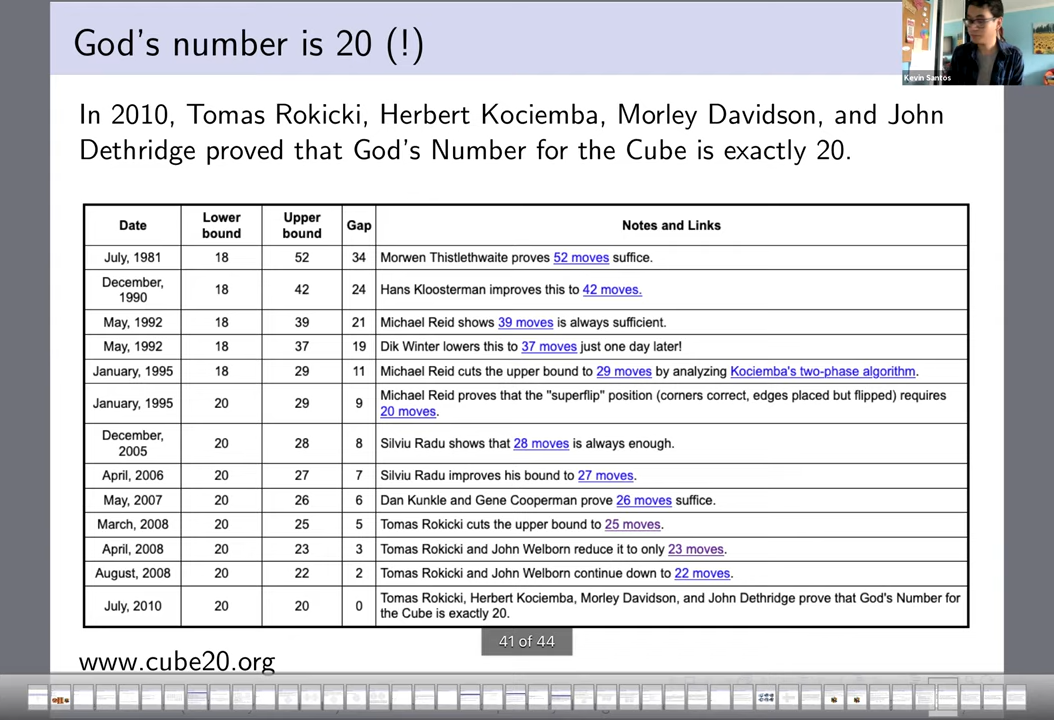 God's number is 20 (!)
Kevin Santos
In 2010, Tomas Rokicki, Herbert Kociemba, Morley Davidson, and John
Dethridge proved that God's Number for the Cube is exactly 20.
Date Lower bound Upper bound Gap Notes and Links
July, 1981 18 52 34 Morwen Thistlethwaite proves 52 moves suffice.
December, 1990 18 42 24 Hans Kloosterman improves this to 42 moves.
May, 1992 18 39 21 Michael Reid shows 39 moves is always sufficient.
May, 1992 18 37 19 Dik Winter lowers this to 37 moves just one day later!
January, 1995 18 29 11 Michael Reid cuts the upper bound to 29 moves by analyzing Kociemba's two-phase algorithm.
January, 1995 20 29 9 Michael Reid proves that the "superflip" position (corners correct, edges placed but flipped) requires
20 moves.
December, 2005 20 28 8 Silviu Radu shows that 28 moves is always enough.
April, 2006 20 27 7 Silviu Radu improves his bound to 27 moves.
May, 2007 20 26 6 Dan Kunkle and Gene Cooperman prove 26 moves suffice.
March, 2008 20 25 5 Tomas Rokicki cuts the upper bound to 25 moves.
April, 2008 20 23 3 Tomas Rokicki and John Welborn reduce it to only 23 moves.
August, 2008 20 22 2 Tomas Rokicki and John Welborn continue down to 22 moves.
July, 2010 20 20 0 Tomas Rokicki, Herbert Kociemba, Morley Davidson, and John Dethridge prove that God's Number for
the Cube is exactly 20.
41 of 44
www.cube20.org